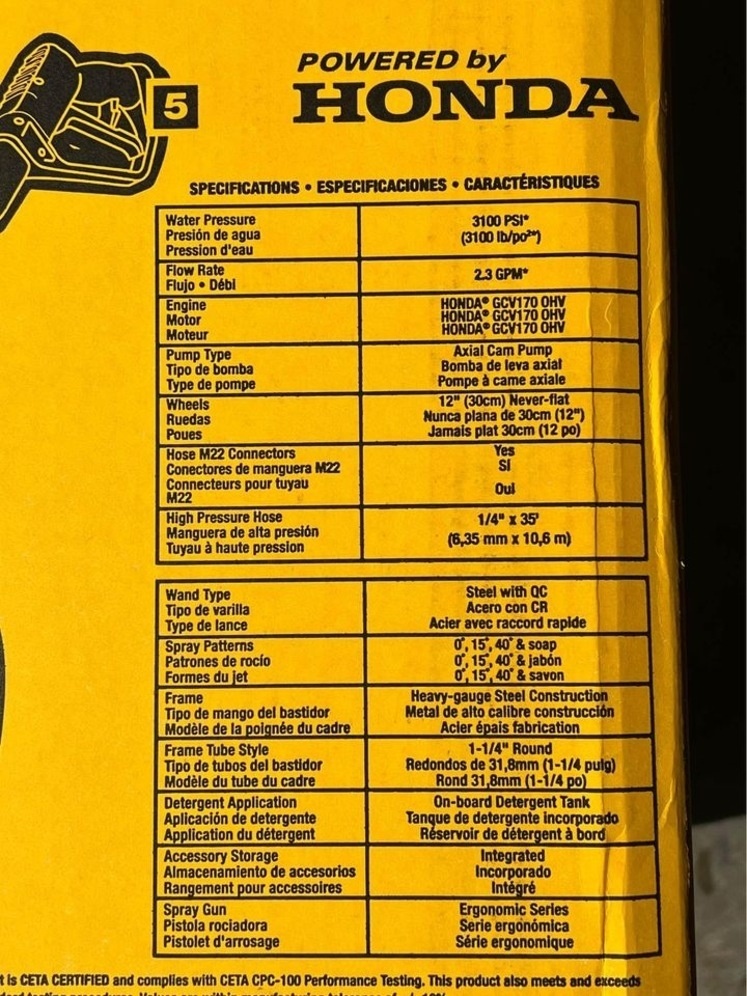 5
POWERED by
HONDA
SPECIFICATIONS • ESPECIFICACIONES • CARACTÉRISTIQUES
Water Pressure
Presión de agua
Pression d'eau
3100 PSI*
(3100 lb/po²*)
Flow Rate
Flujo • Débi
2.3 GPM*
Engine
Motor
Moteur
HONDA® GCV170 OHV
HONDA® GCV170 OHV
HONDA® GCV170 OHV
Pump Type
Tipo de bomba
Type de pompe
Axial Cam Pump
Bomba de leva axial
Pompe à came axiale
Wheels
Ruedas
Poues
12" (30cm) Never-flat
Nunca plana de 30cm (12")
Jamais plat 30cm (12 po)
Hose M22 Connectors
Conectores de manguera M22
Connecteurs pour tuyau
M22
Yes
Sí
Oui
High Pressure Hose
Manguera de alta presión
Tuyau à haute pression
1/4" x 35'
(6,35 mm x 10,6 m)
Wand Type
Tipo de varilla
Type de lance
Steel with QC
Acero con CR
Acier avec raccord rapide
Spray Patterns
Patrones de rocío
Formes du jet
0°, 15°, 40° & soap
0°, 15°, 40° & jabón
0°, 15°, 40° & savon
Frame
Tipo de mango del bastidor
Modèle de la poignée du cadre
Heavy-gauge Steel Construction
Metal de alto calibre construcción
Acier épais fabrication
Frame Tube Style
Tipo de tubos del bastidor
Modèle du tube du cadre
1-1/4" Round
Redondos de 31,8mm (1-1/4 pulg)
Rond 31,8mm (1-1/4 po)
Detergent Application
Aplicación de detergente
Application du détergent
On-board Detergent Tank
Tanque de detergente incorporado
Réservoir de détergent à bord
Accessory Storage
Almacenamiento de accesorios
Rangement pour accessoires
Integrated
Incorporado
Intégré
Spray Gun
Pistola rociadora
Pistolet d'arrosage
Ergonomic Series
Serie ergonómica
Série ergonomique
t is CETA CERTIFIED and complies with CETA CPC-100 Performance Testing. This product also meets and exceeds